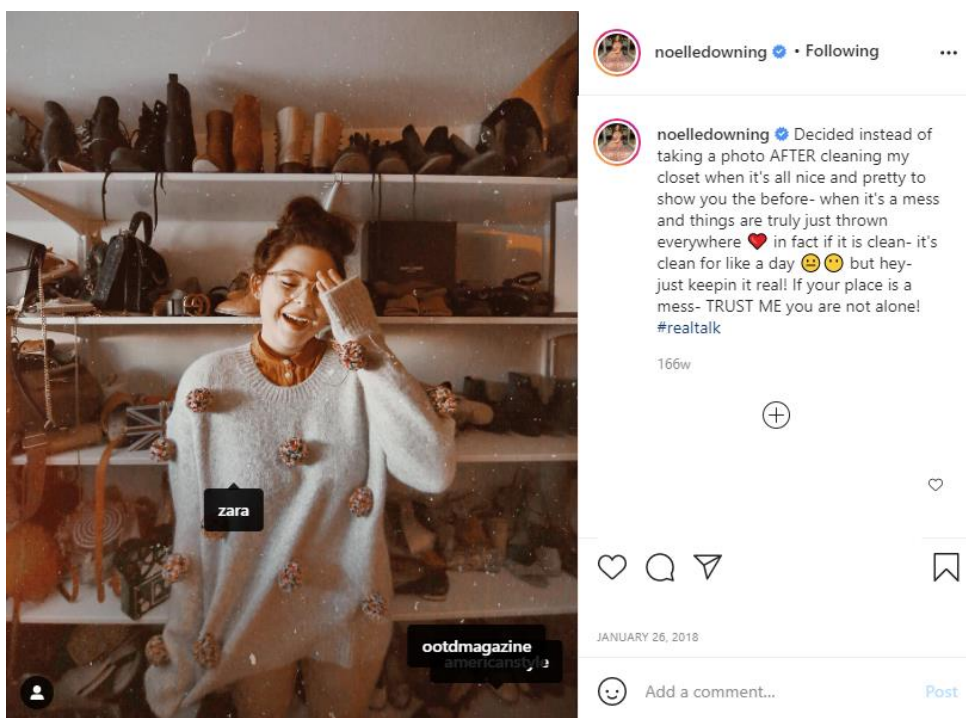 noelledowning • Following
noelledowning Decided instead of
taking a photo AFTER cleaning my
closet when it's all nice and pretty to
show you the before- when it's a mess
and things are truly just thrown
everywhere ❤️ in fact if it is clean- it's
clean for like a day 😐😶 but hey-
just keepin it real! If your place is a
mess- TRUST ME you are not alone!
#realtalk
166w
zara
ootdmagazine
americanstyle
JANUARY 26, 2018
Add a comment...
Post